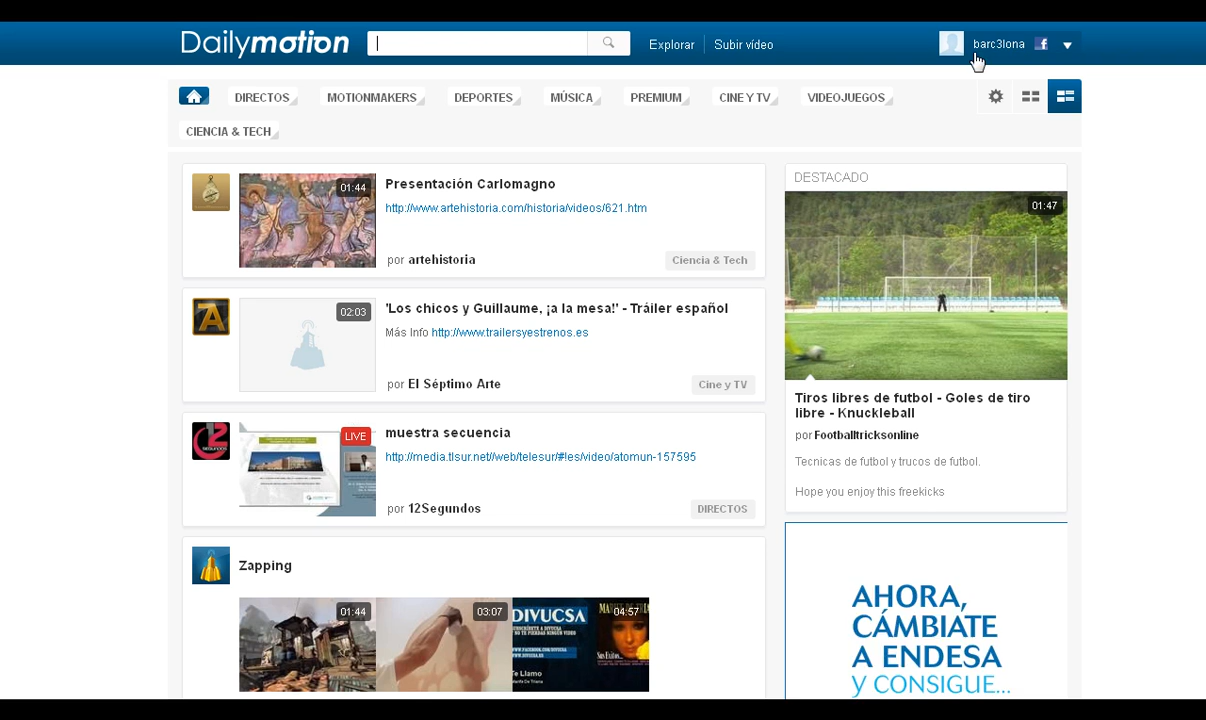 Dailymotion
Explorar
Subir vídeo
barc3lona
DIRECTOS
MOTIONMAKERS
DEPORTES
MÚSICA
PREMIUM
CINE Y TV
VIDEOJUEGOS
CIENCIA & TECH
01:44
Presentación Carlomagno
http://www.artehistoria.com/historia/videos/621.htm
por artehistoria
Ciencia & Tech
02:03
'Los chicos y Guillaume, ¡a la mesa!' - Tráiler español
Más Info http://www.trailersyestrenos.es
por El Séptimo Arte
Cine y TV
12
SEGUNDOS
LIVE
muestra secuencia
http://media.tlsur.net//web/telesur/#!es/video/atomun-157595
por 12Segundos
DIRECTOS
Zapping
01:44
03:07
DIVUCSA
04:57
Te Llamo
DESTACADO
01:47
Tiros libres de futbol - Goles de tiro
libre - Knuckleball
por Footballtricksonline
Tecnicas de futbol y trucos de futbol.
Hope you enjoy this freekicks
AHORA,
CÁMBIATE
A ENDESA
y CONSIGUE...